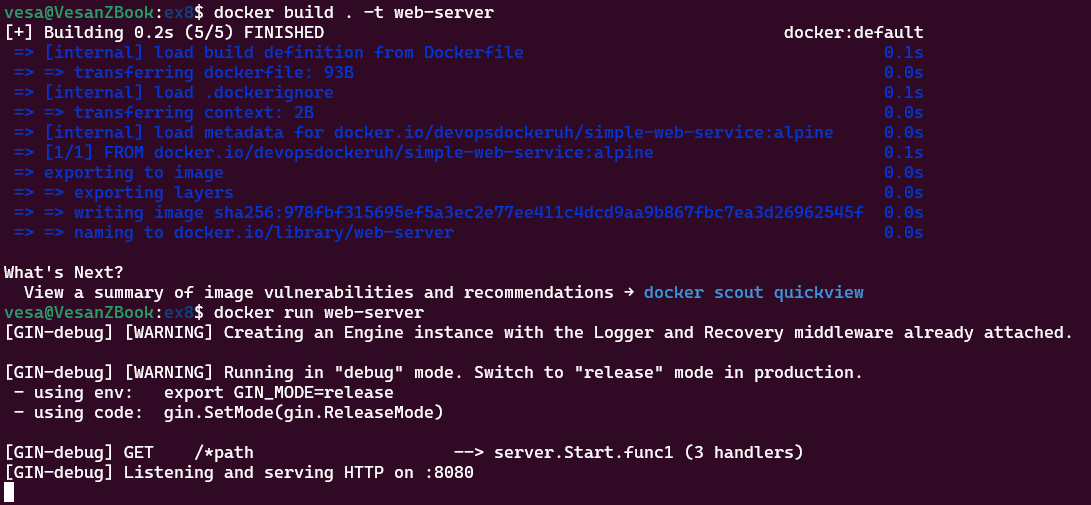 vesa@VesanZBook:ex8$ docker build . -t web-server
[+] Building 0.2s (5/5) FINISHED                                              docker:default
 => [internal] load build definition from Dockerfile                                    0.1s
 => => transferring dockerfile: 93B                                                     0.0s
 => [internal] load .dockerignore                                                       0.1s
 => => transferring context: 2B                                                         0.0s
 => [internal] load metadata for docker.io/devopsdockeruh/simple-web-service:alpine     0.0s
 => [1/1] FROM docker.io/devopsdockeruh/simple-web-service:alpine                       0.1s
 => exporting to image                                                                  0.0s
 => => exporting layers                                                                 0.0s
 => => writing image sha256:978fbf315695ef5a3ec2e77ee411c4dcd9aa9b867fbc7ea3d26962545f  0.0s
 => => naming to docker.io/library/web-server                                           0.0s

What's Next?
  View a summary of image vulnerabilities and recommendations → docker scout quickview
vesa@VesanZBook:ex8$ docker run web-server
[GIN-debug] [WARNING] Creating an Engine instance with the Logger and Recovery middleware already attached.

[GIN-debug] [WARNING] Running in "debug" mode. Switch to "release" mode in production.
 - using env:   export GIN_MODE=release
 - using code:  gin.SetMode(gin.ReleaseMode)

[GIN-debug] GET    /*path                    --> server.Start.func1 (3 handlers)
[GIN-debug] Listening and serving HTTP on :8080